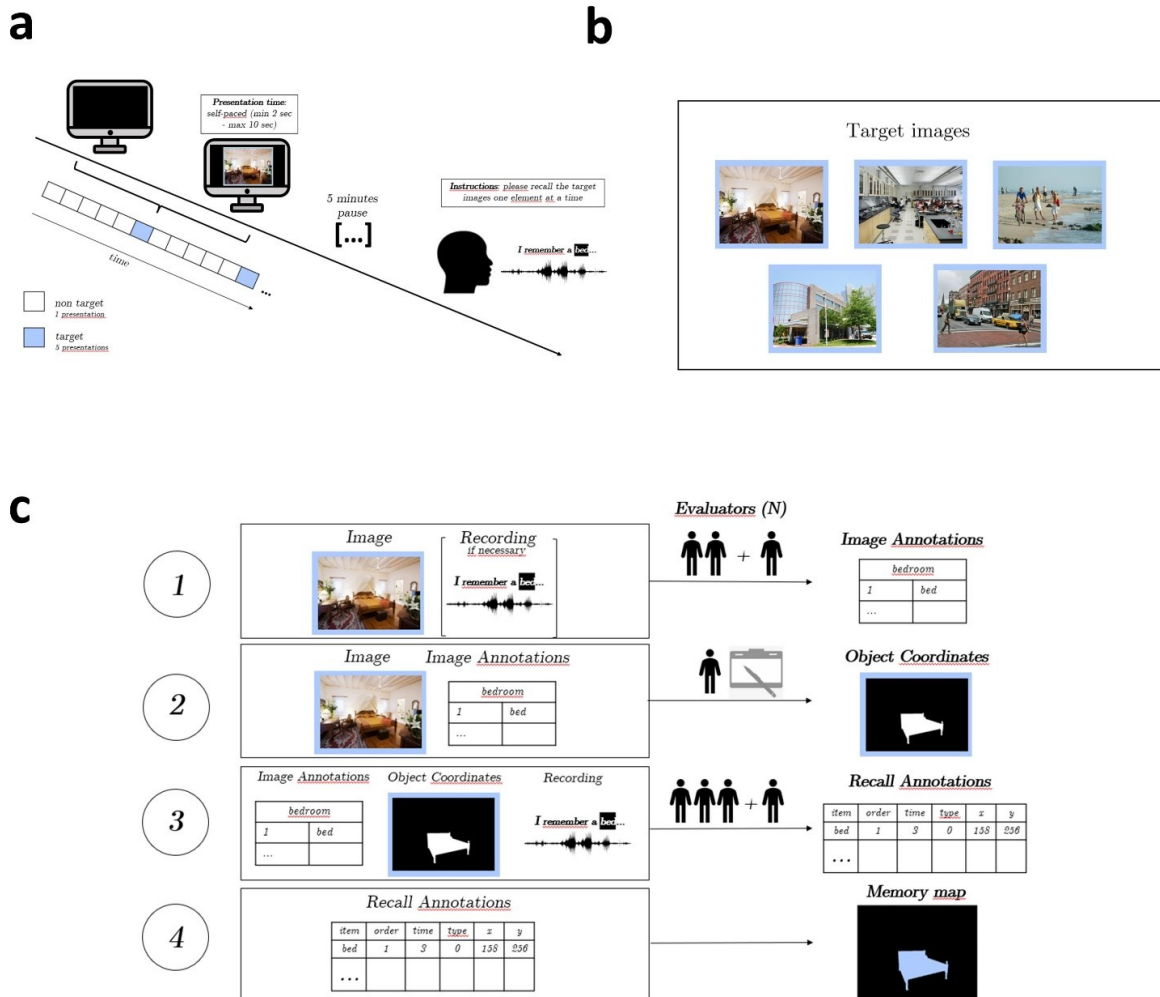 a
b
Presentation time:
self-paced (min 2 sec
- max 10 sec)
5 minutes
pause
[...]
Instructions: please recall the target
images one element at a time
I remember a bed...
time
...
non target
1 presentation
target
5 presentations
Target images
c
Evaluators (N)
1
Image
Recording
if necessary
I remember a bed...
+
Image Annotations
bedroom
1 bed
...
2
Image
Image Annotations
bedroom
1 bed
...
Object Coordinates
3
Image Annotations
Object Coordinates
Recording
bedroom
1 bed
...
I remember a bed...
+
Recall Annotations
item order time type x y
bed 1 3 0 158 256
...
4
Recall Annotations
item order time type x y
bed 1 3 0 158 256
...
Memory map